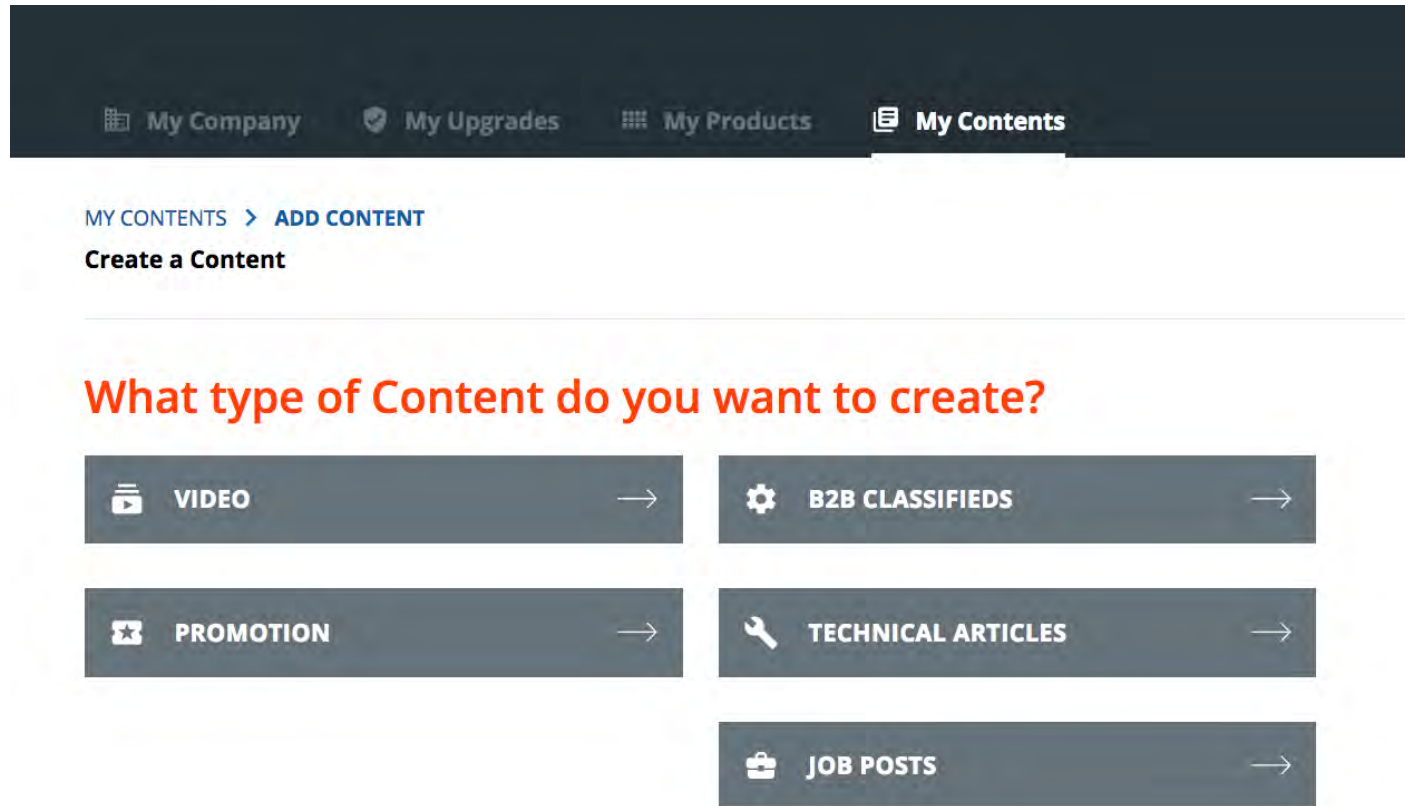 My Company My Upgrades My Products My Contents
MY CONTENTS > ADD CONTENT
Create a Content
What type of Content do you want to create?
VIDEO
B2B CLASSIFIEDS
PROMOTION
TECHNICAL ARTICLES
JOB POSTS